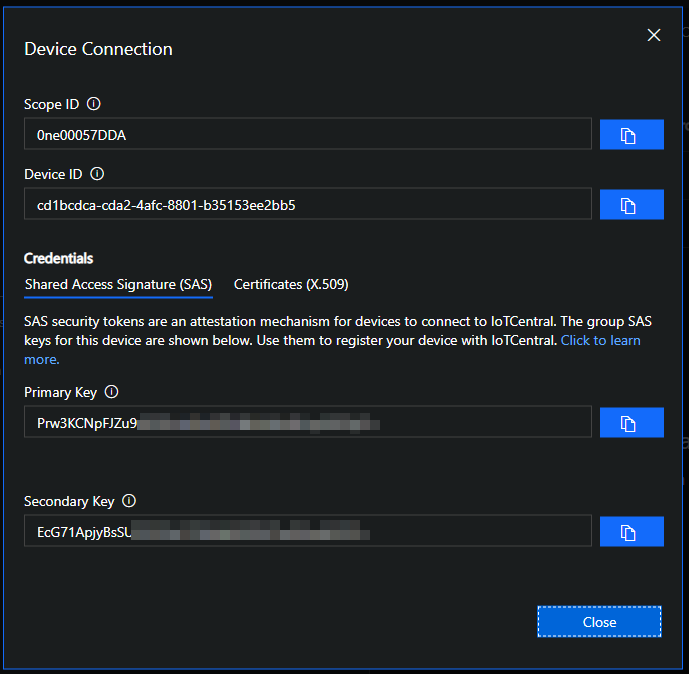 Device Connection
Scope ID
0ne00057DDA
Device ID
cd1bcdca-cda2-4afc-8801-b35153ee2bb5
Credentials
Shared Access Signature (SAS) Certificates (X.509)
SAS security tokens are an attestation mechanism for devices to connect to IoTCentral. The group SAS
keys for this device are shown below. Use them to register your device with IoTCentral. Click to learn
more.
Primary Key
Prw3KCNpFJZu9
Secondary Key
EcG71ApjyBsSU
Close